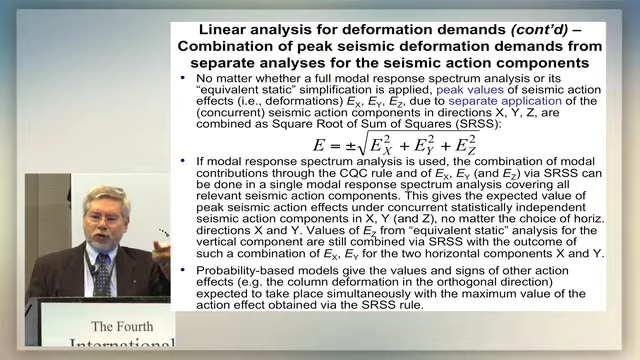 Linear analysis for deformation demands (cont'd) –
Combination of peak seismic deformation demands from
separate analyses for the seismic action components
• No matter whether a full modal response spectrum analysis or its
"equivalent static" simplification is applied, peak values of seismic action
effects (i.e., deformations) EX, EY, EZ, due to separate application of the
(concurrent) seismic action components in directions X, Y, Z, are
combined as Square Root of Sum of Squares (SRSS):
E = ±√(E_X^2 + E_Y^2 + E_Z^2)
• If modal response spectrum analysis is used, the combination of modal
contributions through the CQC rule and of EX, EY (and EZ) via SRSS can
be done in a single modal response spectrum analysis covering all
relevant seismic action components. This gives the expected value of
peak seismic action effects under concurrent statistically independent
seismic action components in X, Y (and Z), no matter the choice of horiz.
directions X and Y. Values of EZ from "equivalent static" analysis for the
vertical component are still combined via SRSS with the outcome of
such a combination of EX, EY for the two horizontal components X and Y.
• Probability-based models give the values and signs of other action
effects (e.g. the column deformation in the orthogonal direction)
expected to take place simultaneously with the maximum value of the
action effect obtained via the SRSS rule.
The Fourth
International